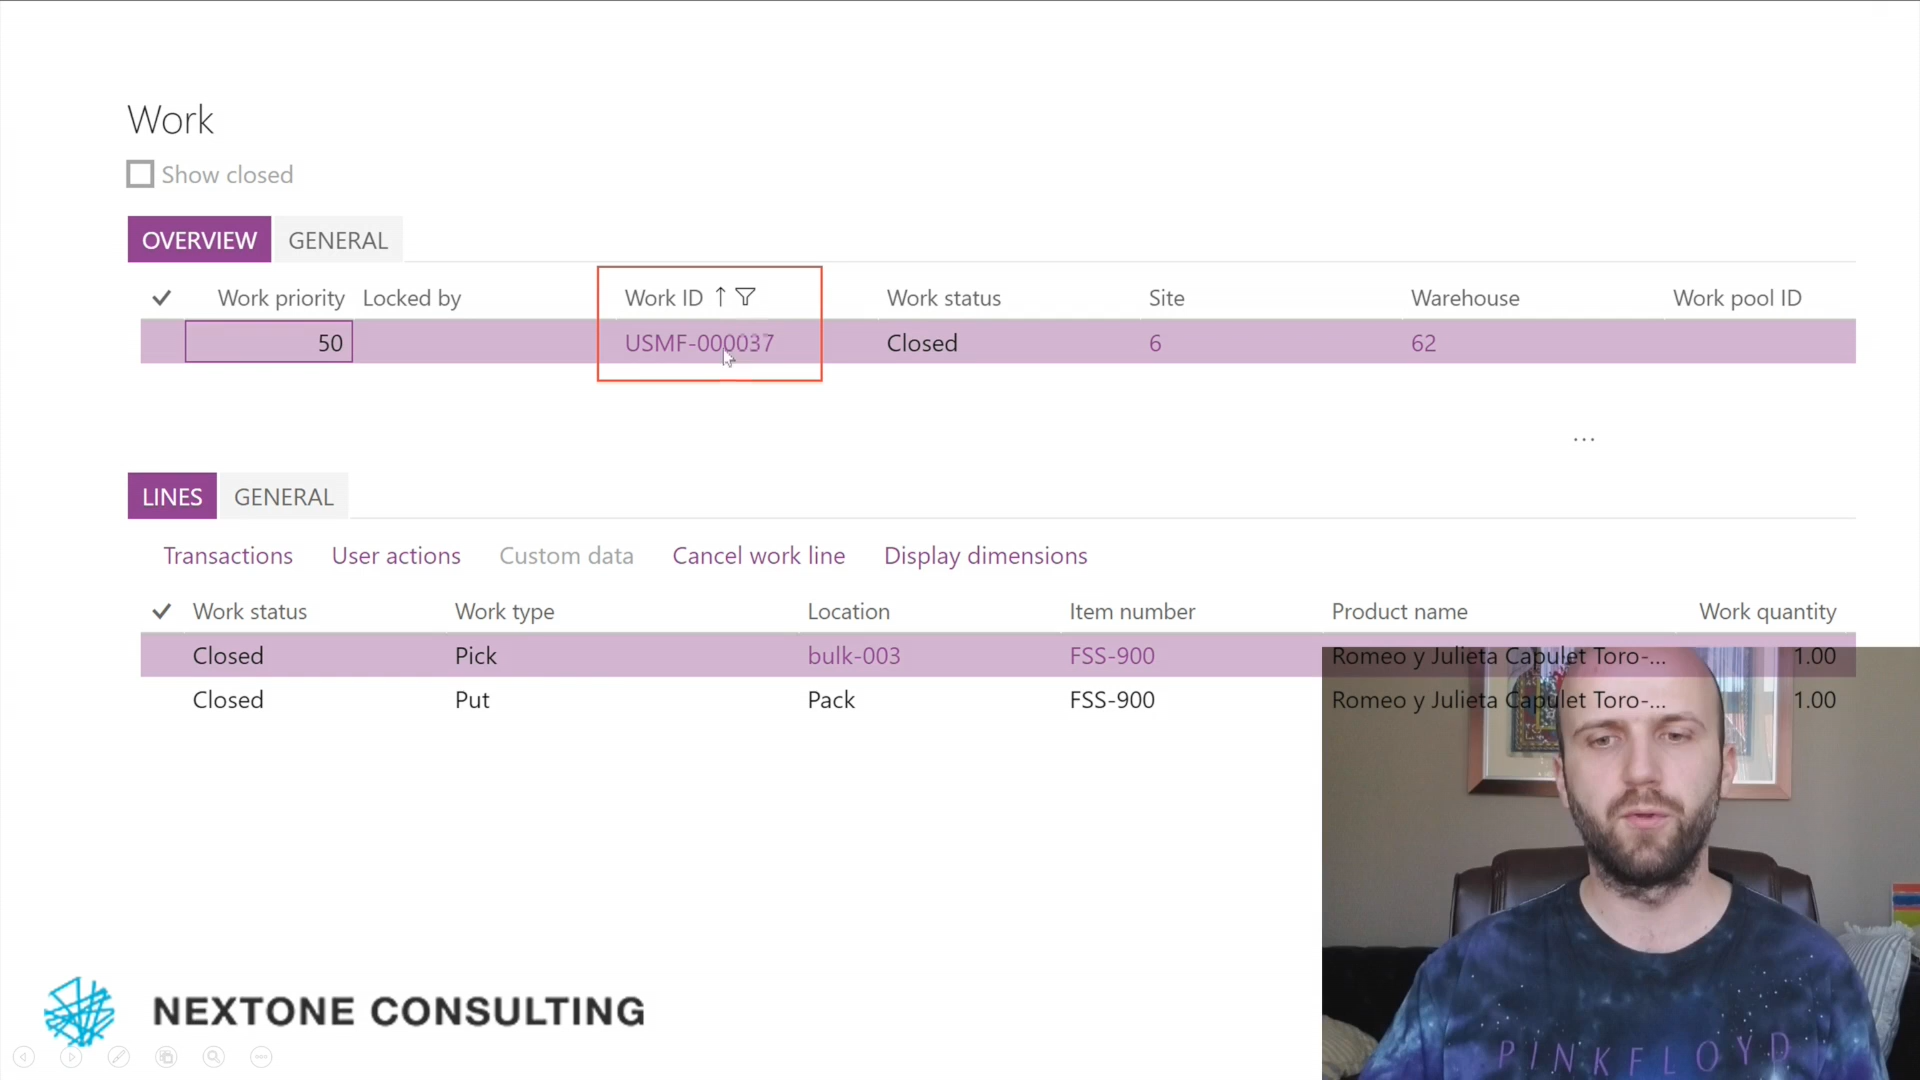 Work
Show closed
OVERVIEW GENERAL
Work priority Locked by Work ID Work status Site Warehouse Work pool ID
50 USMF-000037 Closed 6 62
...
LINES GENERAL
Transactions User actions Custom data Cancel work line Display dimensions
Work status Work type Location Item number Product name Work quantity
Closed Pick bulk-003 FSS-900 Romeo y Julieta Capulet Toro-... 1.00
Closed Put Pack FSS-900 Romeo y Julieta Capulet Toro-... 1.00
NEXTONE CONSULTING
PINK FLOYD